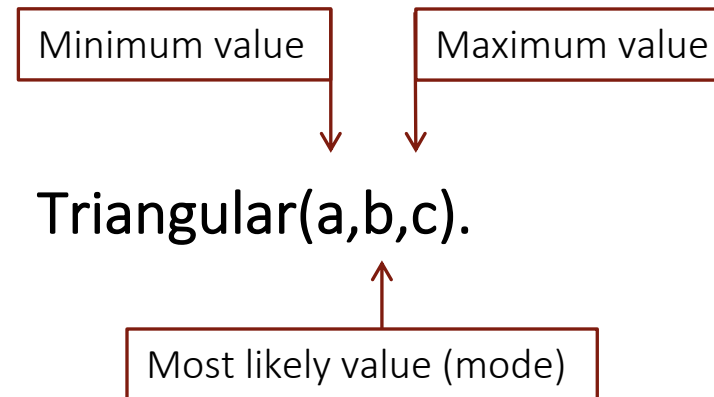 Minimum value
Maximum value
Triangular(a,b,c).
Most likely value (mode)